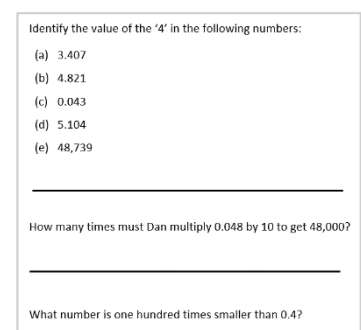 Identify the value of the ‘4’ in the following numbers:
(a) 3.407
(b) 4.821
(c) 0.043
(d) 5.104
(e) 48,739
How many times must Dan multiply 0.048 by 10 to get 48,000?
What number is one hundred times smaller than 0.4?